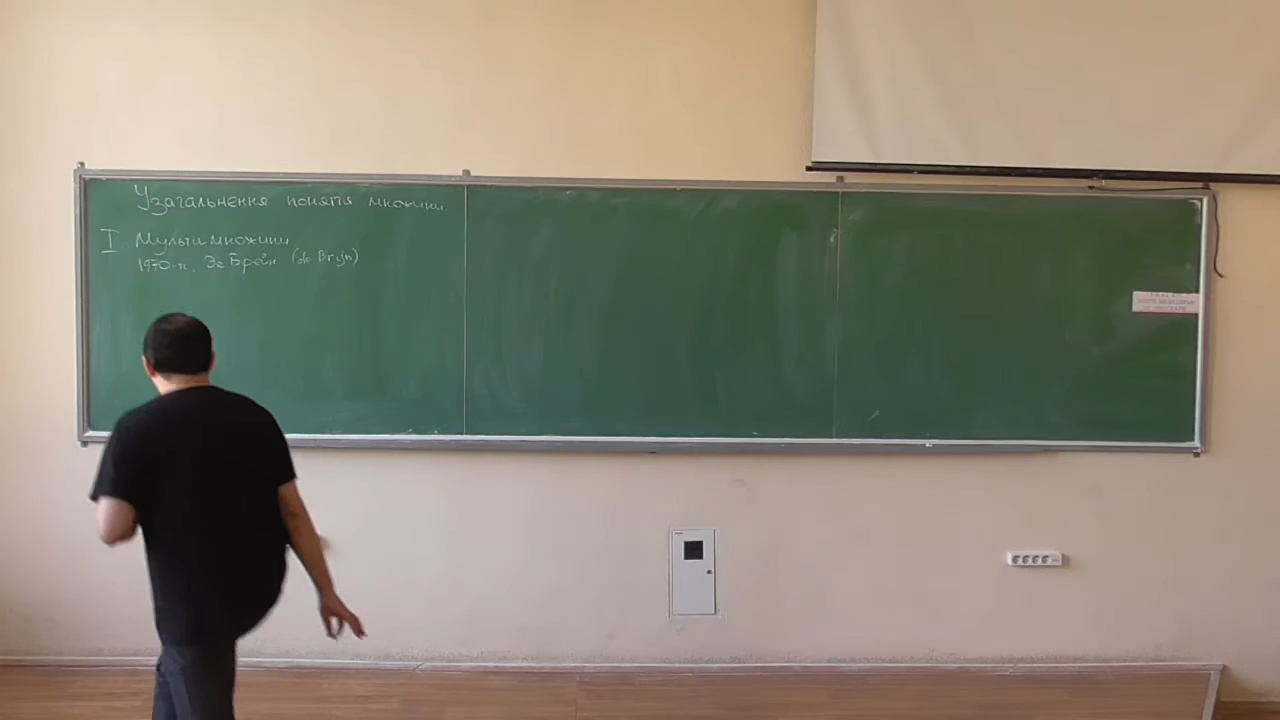 Узагальнення поняття множини
I Мультимножини
1970-ті, Де Брейн (de Bruijn)